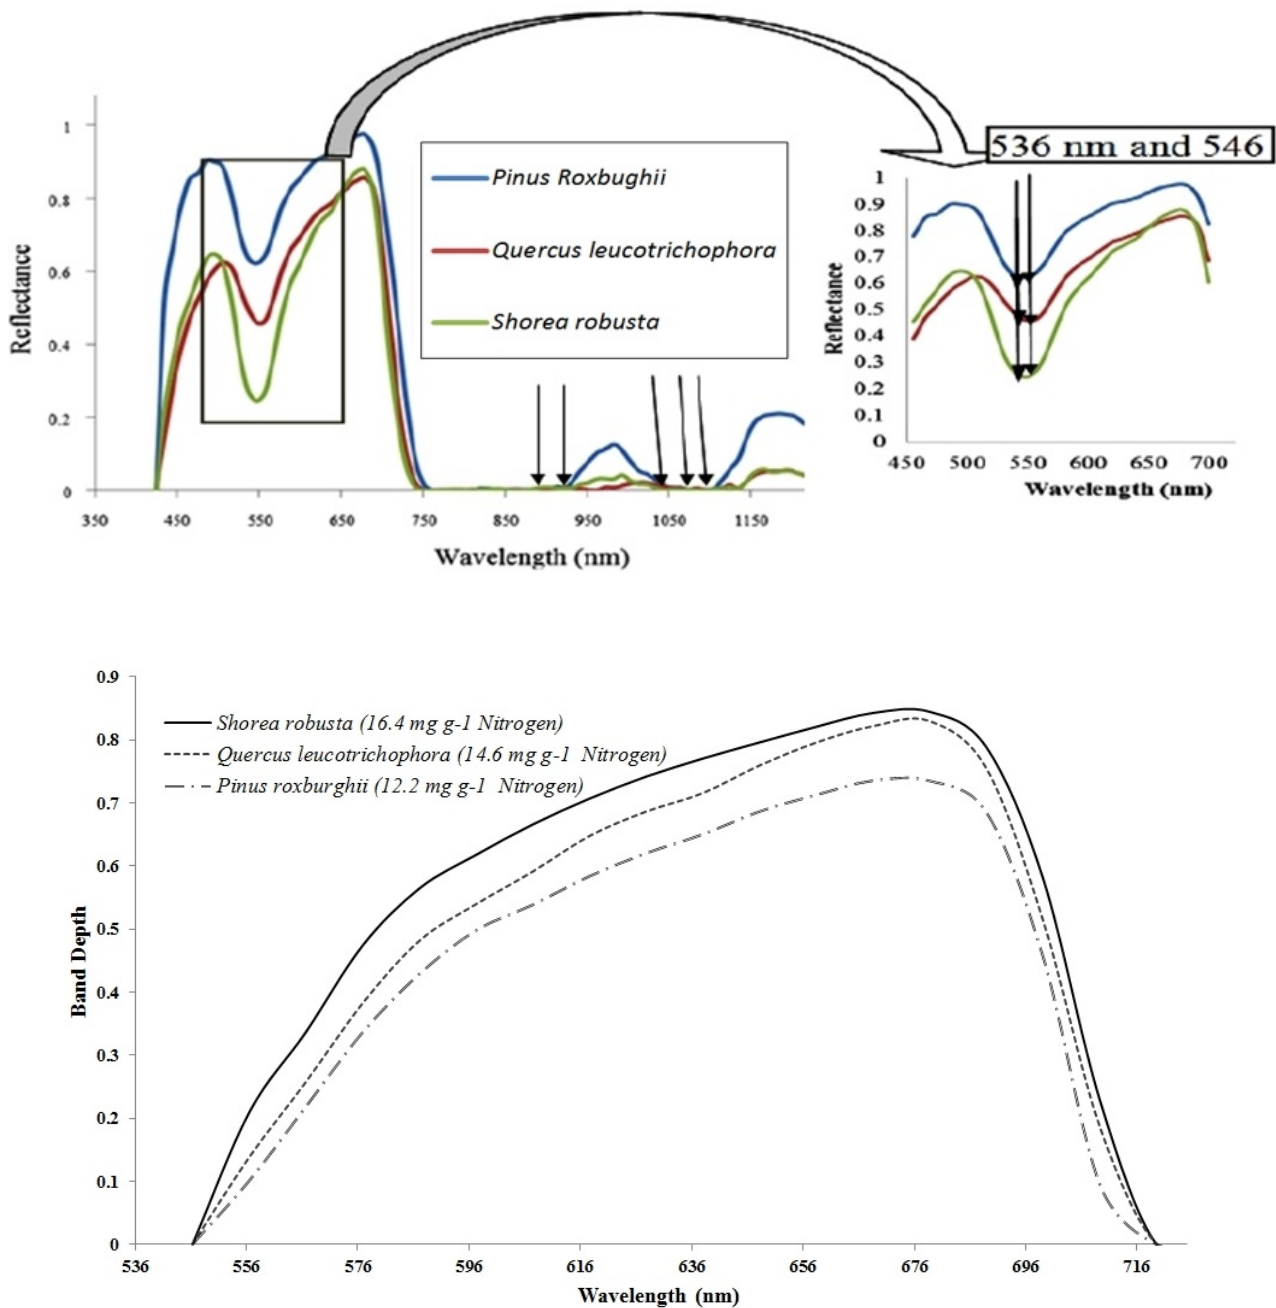 536 nm and 546
1
0.8
0.6
0.4
0.2
0
Reflectance
350 450 550 650 750 850 950 1050 1150
Wavelength (nm)
Pinus Roxbughii
Quercus leucotrichophora
Shorea robusta
1
0.9
0.8
0.7
0.6
0.5
0.4
0.3
0.2
0.1
0
Reflectance
450 500 550 600 650 700
Wavelength (nm)
0.9
0.8
0.7
0.6
0.5
0.4
0.3
0.2
0.1
0
Band Depth
Shorea robusta (16.4 mg g-1 Nitrogen)
Quercus leucotrichophora (14.6 mg g-1 Nitrogen)
Pinus roxburghii (12.2 mg g-1 Nitrogen)
536 556 576 596 616 636 656 676 696 716
Wavelength (nm)